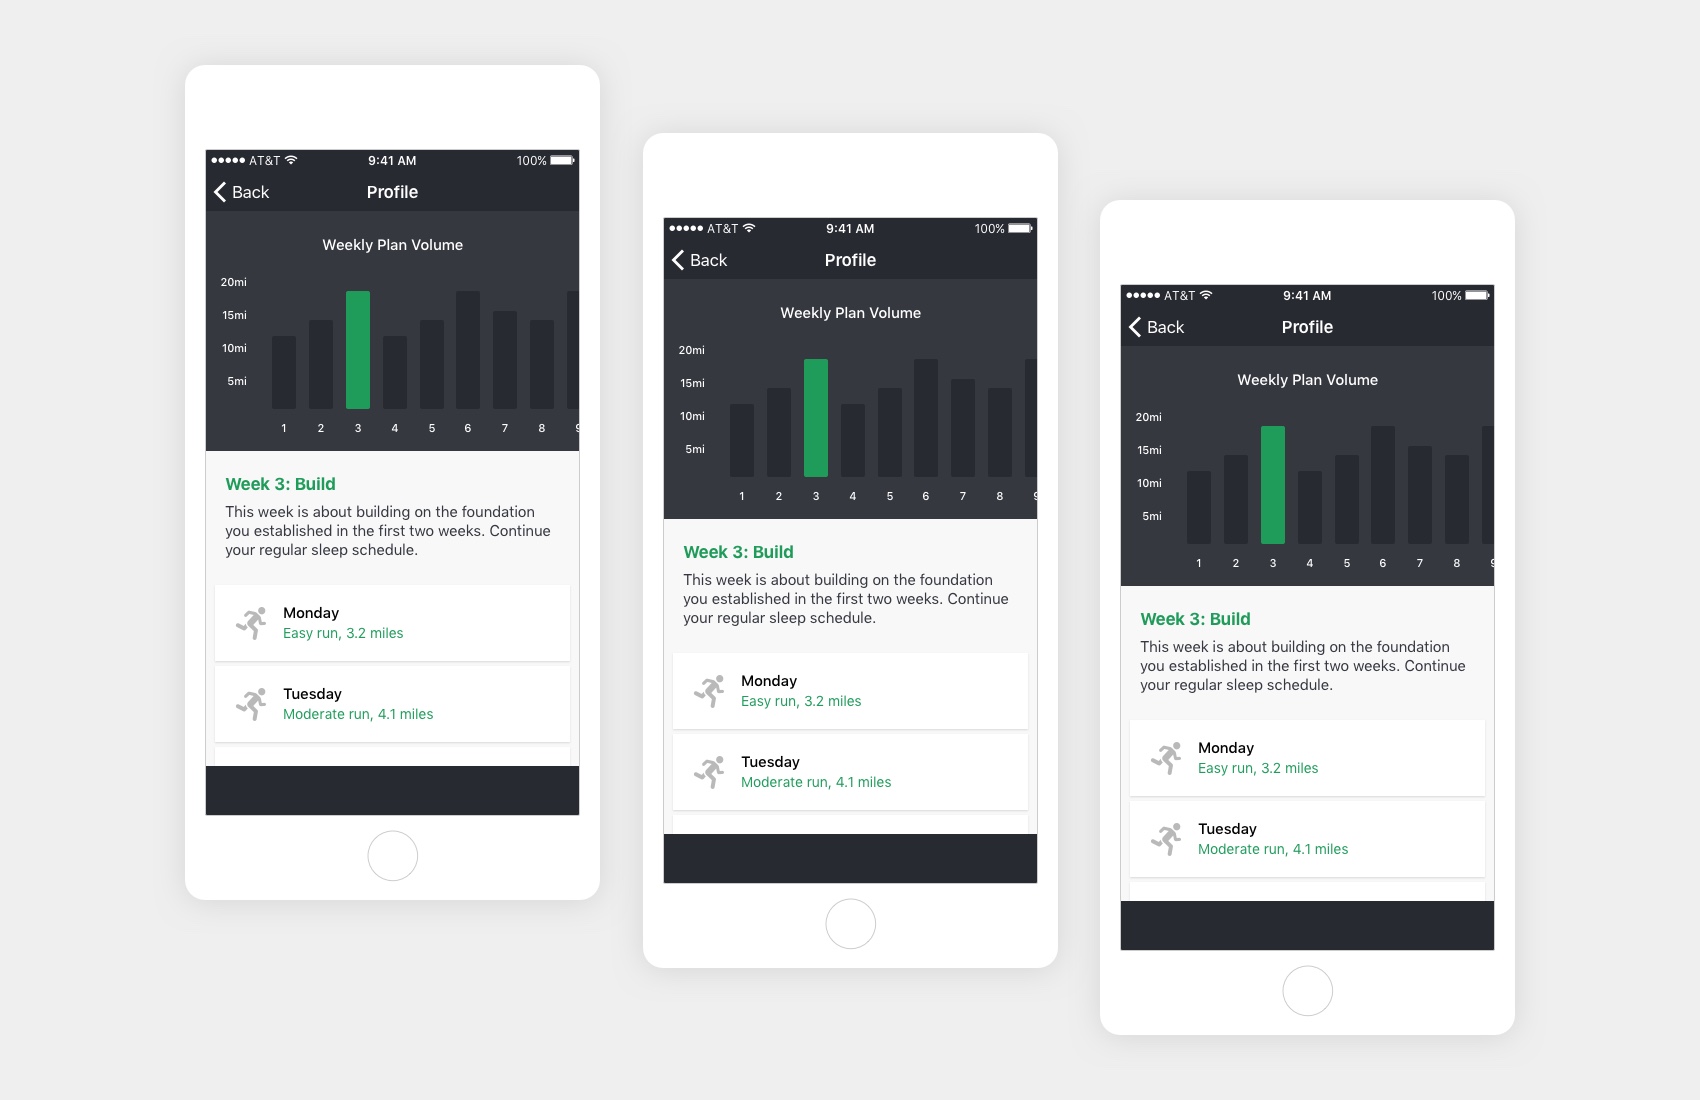 AT&T 9:41 AM 100%
Back Profile
Weekly Plan Volume
20mi
15mi
10mi
5mi
1 2 3 4 5 6 7 8 9
Week 3: Build
This week is about building on the foundation
you established in the first two weeks. Continue
your regular sleep schedule.
Monday
Easy run, 3.2 miles
Tuesday
Moderate run, 4.1 miles
AT&T 9:41 AM 100%
Back Profile
Weekly Plan Volume
20mi
15mi
10mi
5mi
1 2 3 4 5 6 7 8 9
Week 3: Build
This week is about building on the foundation
you established in the first two weeks. Continue
your regular sleep schedule.
Monday
Easy run, 3.2 miles
Tuesday
Moderate run, 4.1 miles
AT&T 9:41 AM 100%
Back Profile
Weekly Plan Volume
20mi
15mi
10mi
5mi
1 2 3 4 5 6 7 8 9
Week 3: Build
This week is about building on the foundation
you established in the first two weeks. Continue
your regular sleep schedule.
Monday
Easy run, 3.2 miles
Tuesday
Moderate run, 4.1 miles